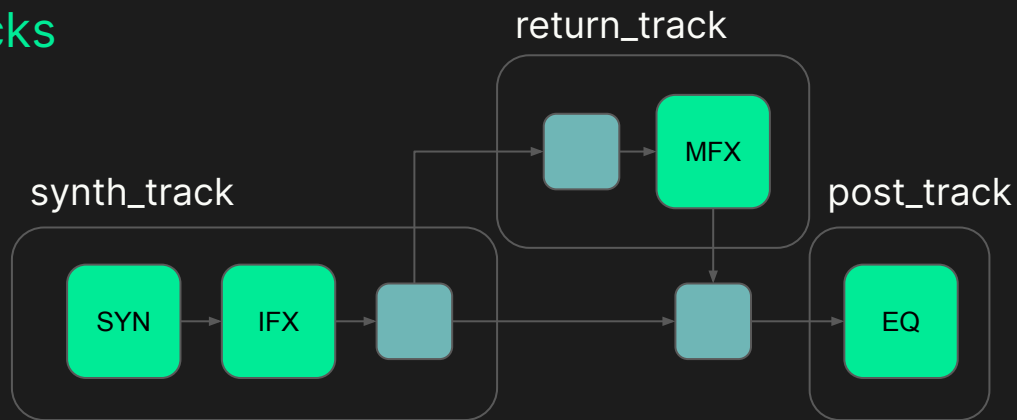 cks
return_track
MFX
synth_track
post_track
SYN
IFX
EQ